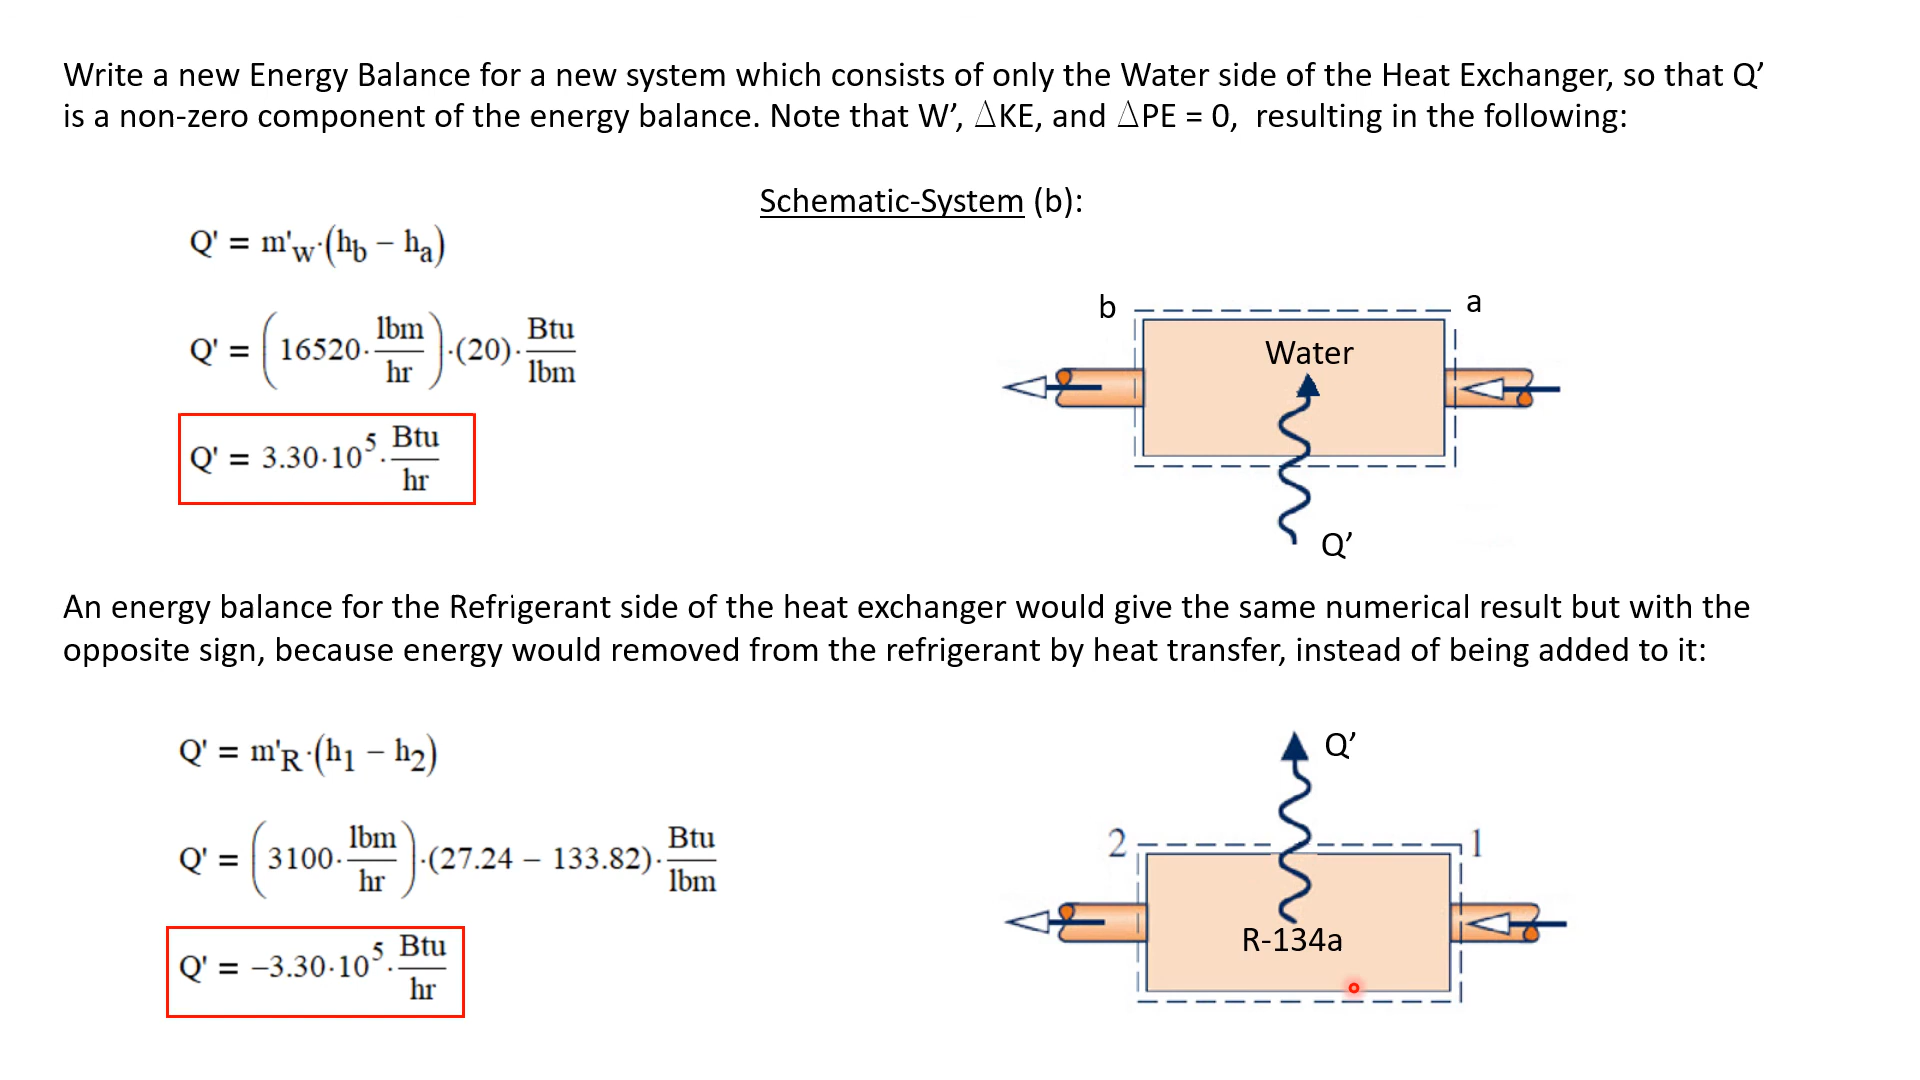 Write a new Energy Balance for a new system which consists of only the Water side of the Heat Exchanger, so that Q’
is a non-zero component of the energy balance. Note that W’, △KE, and △PE = 0, resulting in the following:
Schematic-System (b):
Q' = m'w·(hb − ha)
Q' = (16520·lbm/hr)·(20)·Btu/lbm
Q' = 3.30·10^5·Btu/hr
b
a
Water
Q’
An energy balance for the Refrigerant side of the heat exchanger would give the same numerical result but with the
opposite sign, because energy would removed from the refrigerant by heat transfer, instead of being added to it:
Q' = m'R·(h1 − h2)
Q' = (3100·lbm/hr)·(27.24 − 133.82)·Btu/lbm
Q' = −3.30·10^5·Btu/hr
Q’
2
1
R-134a